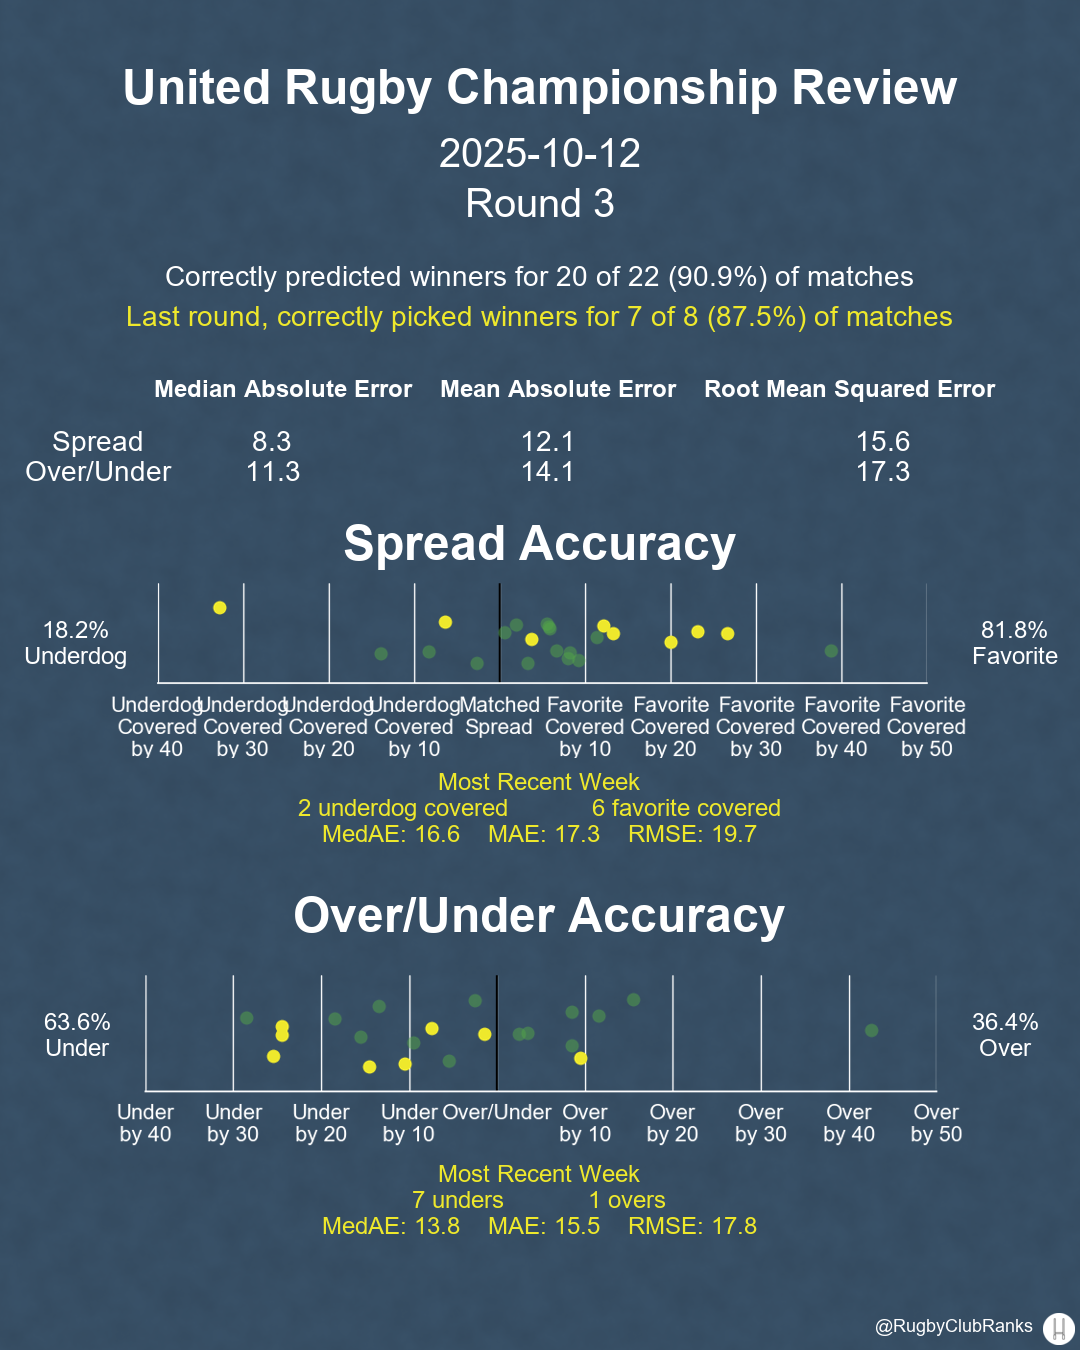 United Rugby Championship Review
2025-10-12
Round 3
Correctly predicted winners for 20 of 22 (90.9%) of matches
Last round, correctly picked winners for 7 of 8 (87.5%) of matches
Median Absolute Error Mean Absolute Error Root Mean Squared Error
Spread 8.3 12.1 15.6
Over/Under 11.3 14.1 17.3
Spread Accuracy
18.2%
Underdog
81.8%
Favorite
Underdog Underdog Underdog Underdog Matched Favorite Favorite Favorite Favorite Favorite
Covered Covered Covered Covered Spread Covered Covered Covered Covered Covered
by 40 by 30 by 20 by 10 by 10 by 20 by 30 by 40 by 50
Most Recent Week
2 underdog covered 6 favorite covered
MedAE: 16.6 MAE: 17.3 RMSE: 19.7
Over/Under Accuracy
63.6%
Under
36.4%
Over
Under Under Under Under Over/Under Over Over Over Over Over
by 40 by 30 by 20 by 10 by 10 by 20 by 30 by 40 by 50
Most Recent Week
7 unders 1 overs
MedAE: 13.8 MAE: 15.5 RMSE: 17.8
@RugbyClubRanks